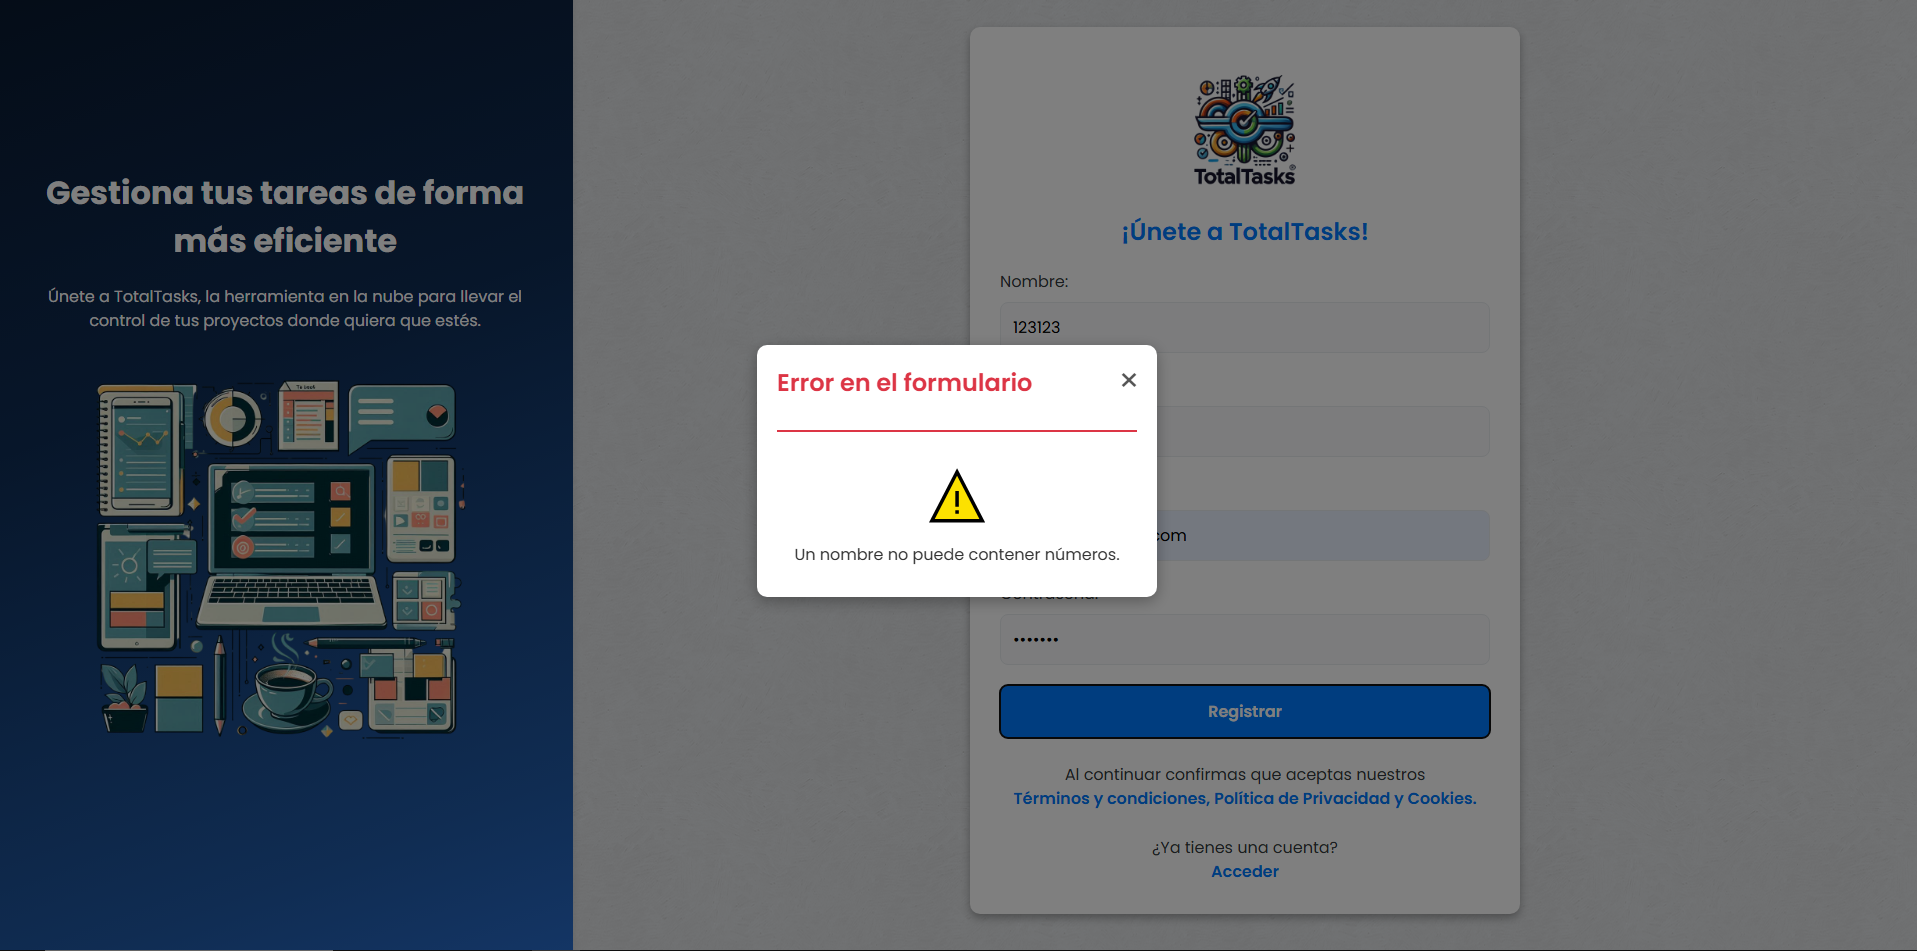 Gestiona tus tareas de forma
más eficiente
Únete a TotalTasks, la herramienta en la nube para llevar el
control de tus proyectos donde quiera que estés.
TotalTasks
¡Únete a TotalTasks!
Nombre:
123123
Error en el formulario
Un nombre no puede contener números.
com
Registrar
Al continuar confirmas que aceptas nuestros
Términos y condiciones, Política de Privacidad y Cookies.
¿Ya tienes una cuenta?
Acceder